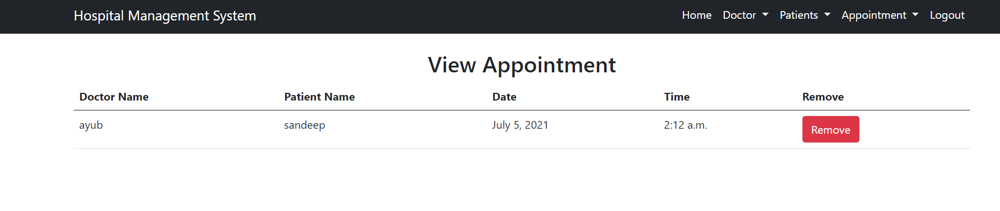 Hospital Management System Home Doctor Patients Appointment Logout
View Appointment
Doctor Name Patient Name Date Time Remove
ayub sandeep July 5, 2021 2:12 a.m. Remove